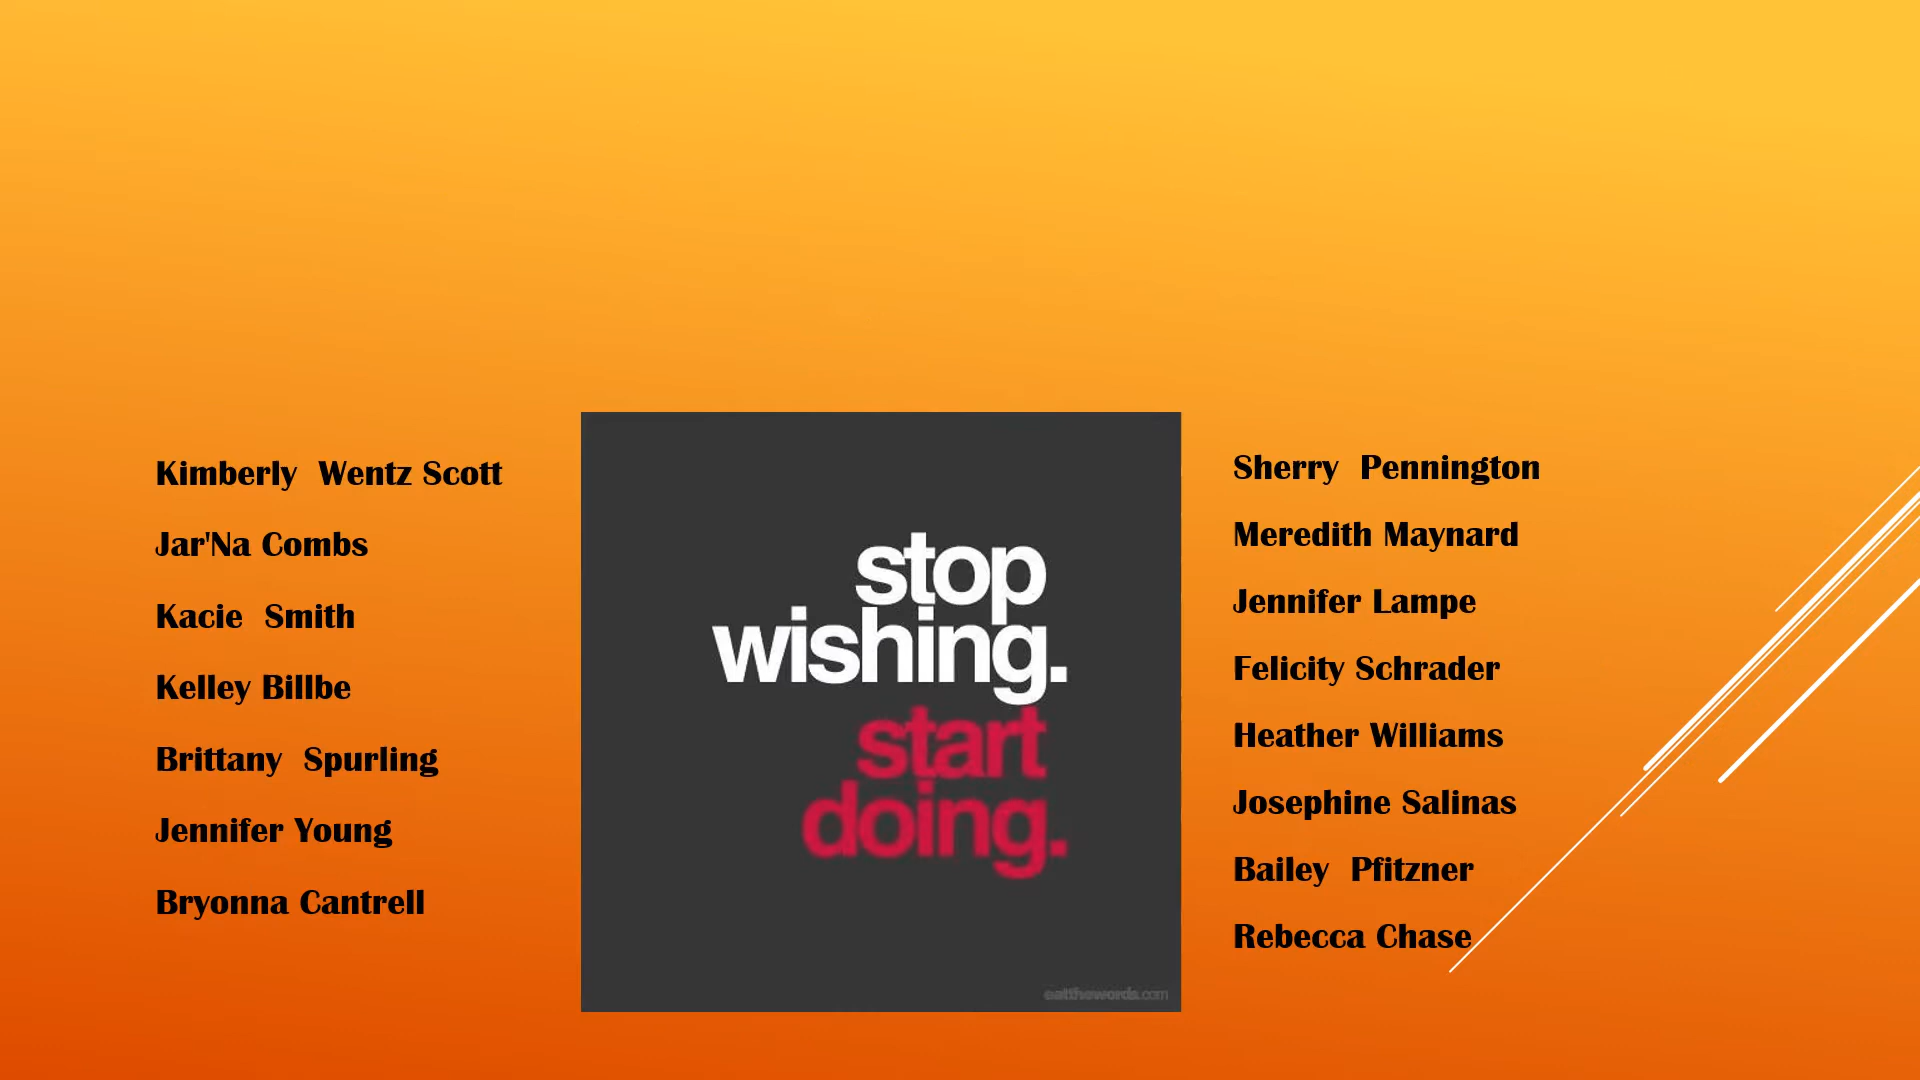 Kimberly  Wentz Scott
Jar'Na Combs
Kacie  Smith
Kelley Billbe
Brittany  Spurling
Jennifer Young
Bryonna Cantrell
stop
wishing.
start
doing.
eatthewords.com
Sherry  Pennington
Meredith Maynard
Jennifer Lampe
Felicity Schrader
Heather Williams
Josephine Salinas
Bailey  Pfitzner
Rebecca Chase